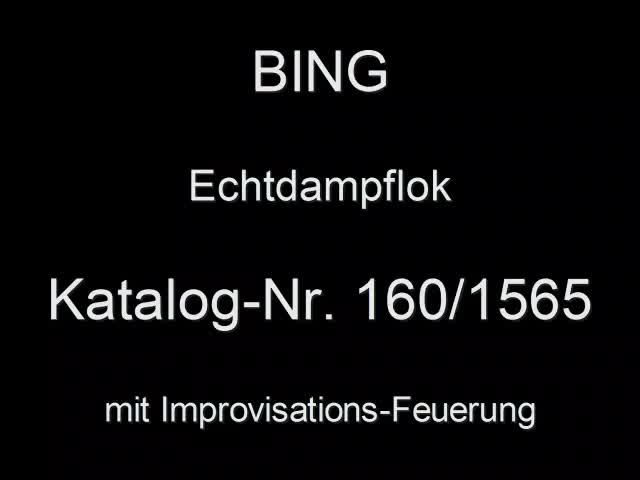 BING
Echtdampflok
Katalog-Nr. 160/1565
mit Improvisations-Feuerung